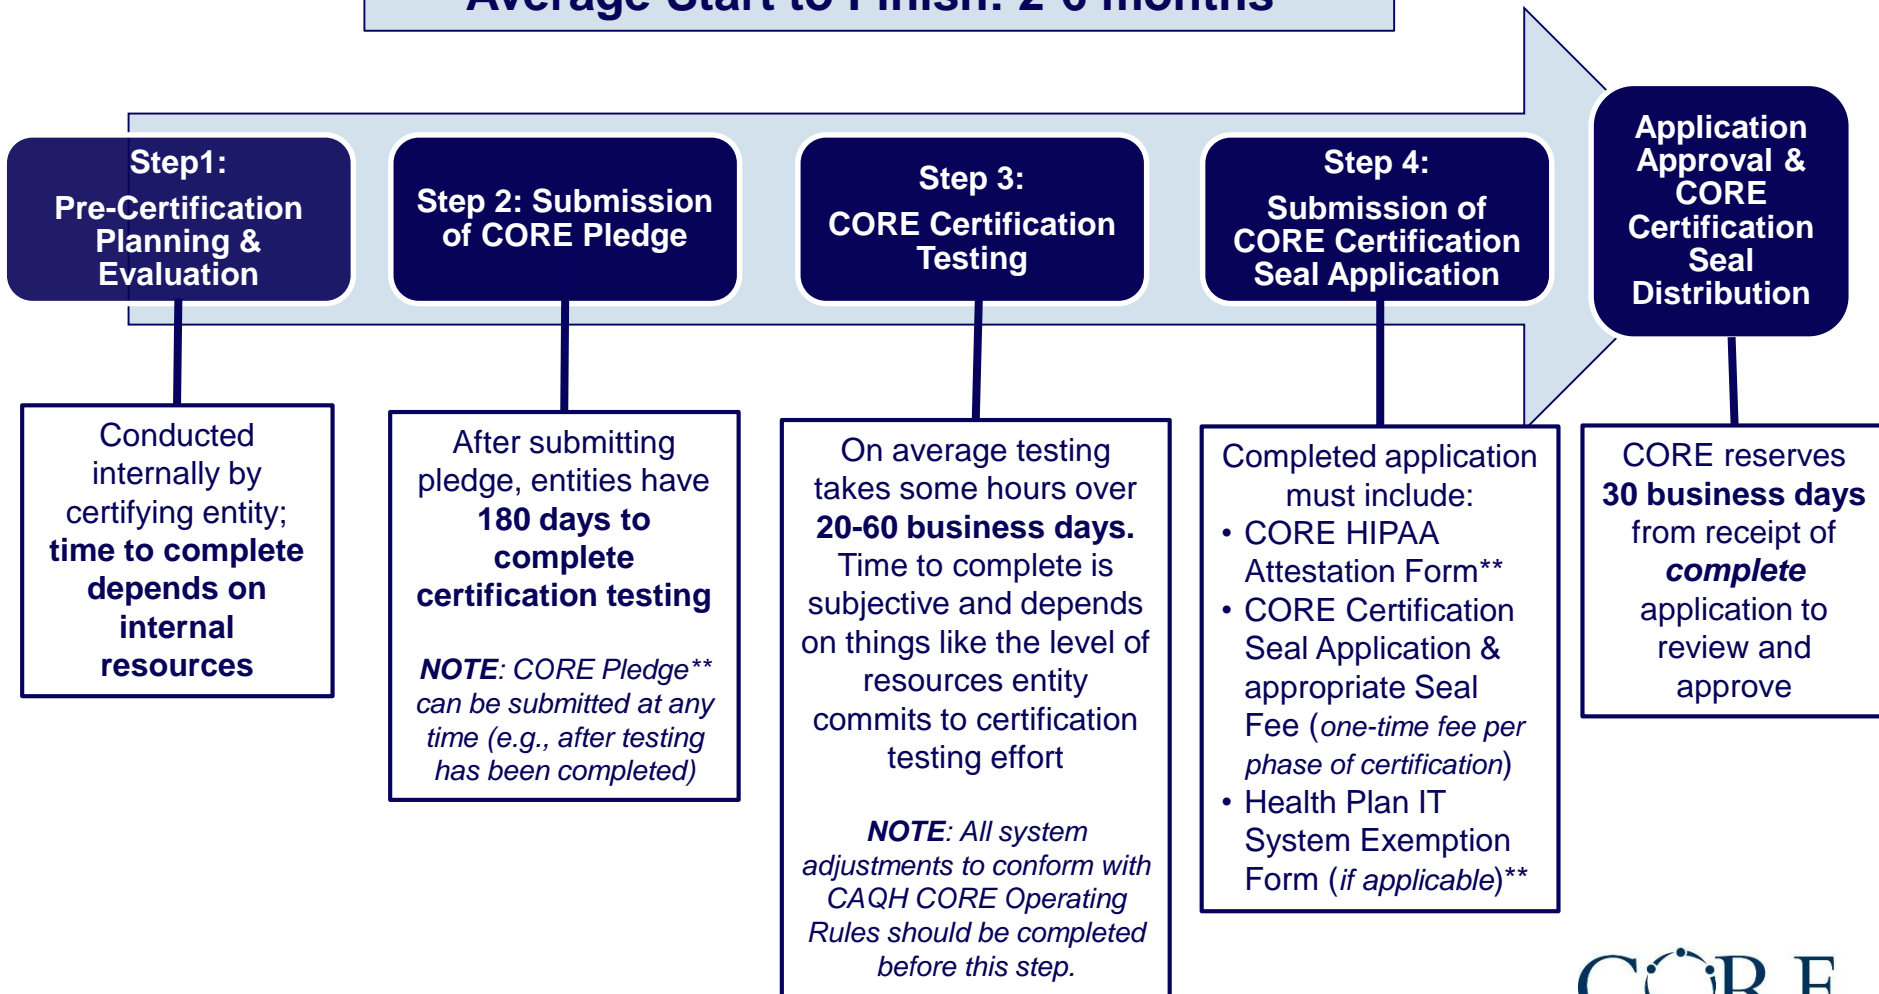 Average Start to Finish: 2-6 months
Step1:
Pre-Certification
Planning &
Evaluation
Step 2: Submission
of CORE Pledge
Step 3:
CORE Certification
Testing
Step 4:
Submission of
CORE Certification
Seal Application
Application
Approval &
CORE
Certification
Seal
Distribution
Conducted
internally by
certifying entity;
time to complete
depends on
internal
resources
After submitting
pledge, entities have
180 days to
complete
certification testing
NOTE: CORE Pledge**
can be submitted at any
time (e.g., after testing
has been completed)
On average testing
takes some hours over
20-60 business days.
Time to complete is
subjective and depends
on things like the level of
resources entity
commits to certification
testing effort
NOTE: All system
adjustments to conform with
CAQH CORE Operating
Rules should be completed
before this step.
Completed application
must include:
• CORE HIPAA
Attestation Form**
• CORE Certification
Seal Application &
appropriate Seal
Fee (one-time fee per
phase of certification)
• Health Plan IT
System Exemption
Form (if applicable)**
CORE reserves
30 business days
from receipt of
complete
application to
review and
approve
CORE